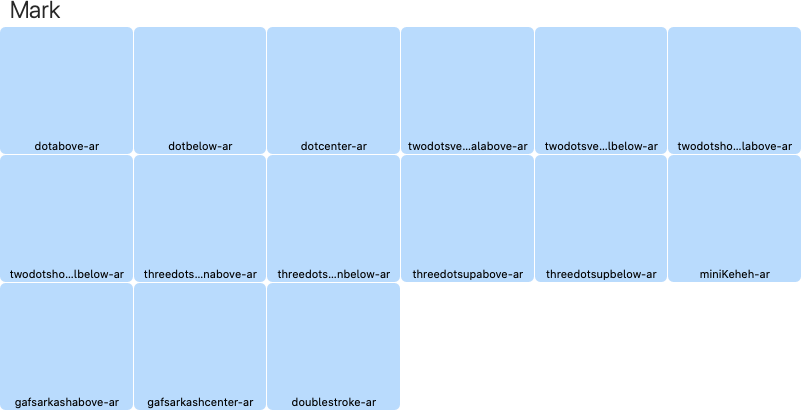 Mark
dotabove-ar
dotbelow-ar
dotcenter-ar
twodotsve...alabove-ar
twodotsve...lbelow-ar
twodotsho...labove-ar
twodotsho...lbelow-ar
threedots...nabove-ar
threedots...nbelow-ar
threedotsupabove-ar
threedotsupbelow-ar
miniKeheh-ar
gafsarkashabove-ar
gafsarkashcenter-ar
doublestroke-ar